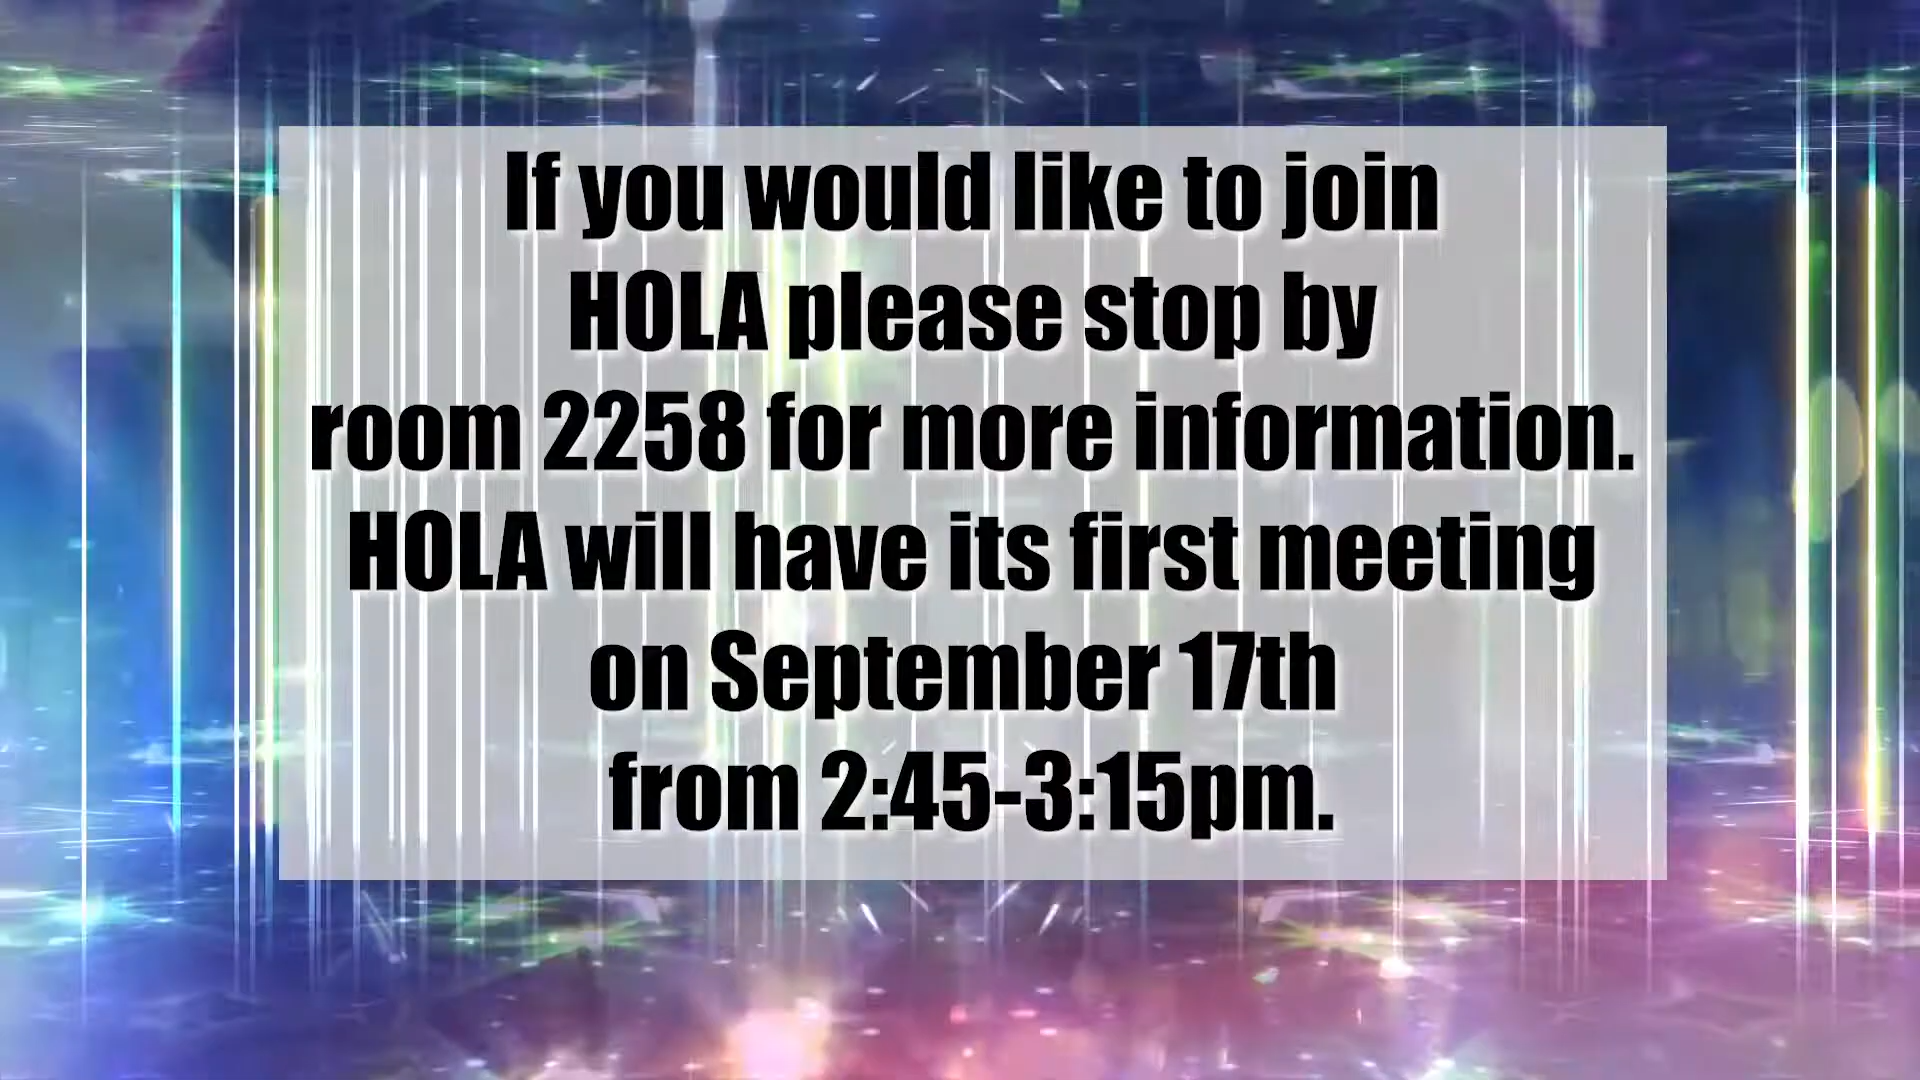 If you would like to join
HOLA please stop by
room 2258 for more information.
HOLA will have its first meeting
on September 17th
from 2:45-3:15pm.